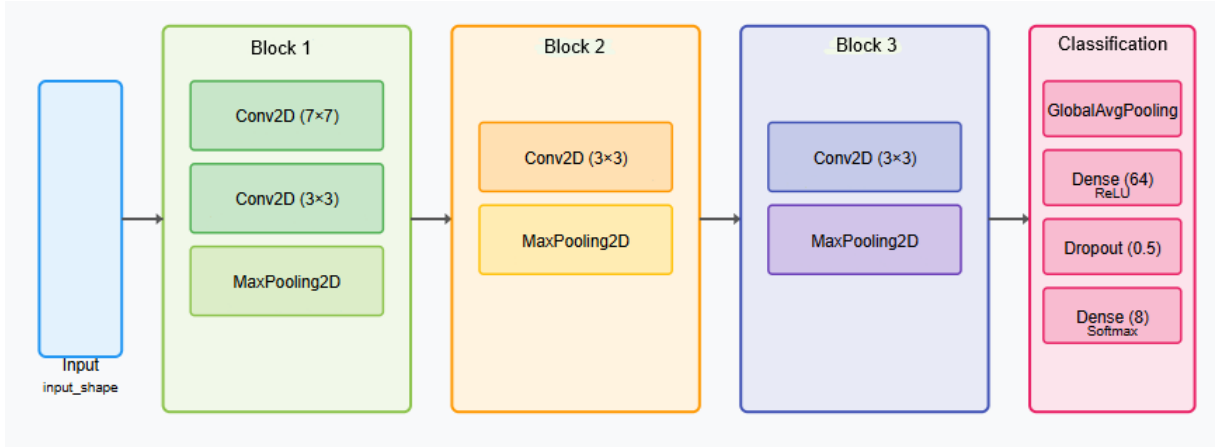 Input
input_shape
Block 1
Conv2D (7×7)
Conv2D (3×3)
MaxPooling2D
Block 2
Conv2D (3×3)
MaxPooling2D
Block 3
Conv2D (3×3)
MaxPooling2D
Classification
GlobalAvgPooling
Dense (64)
ReLU
Dropout (0.5)
Dense (8)
Softmax